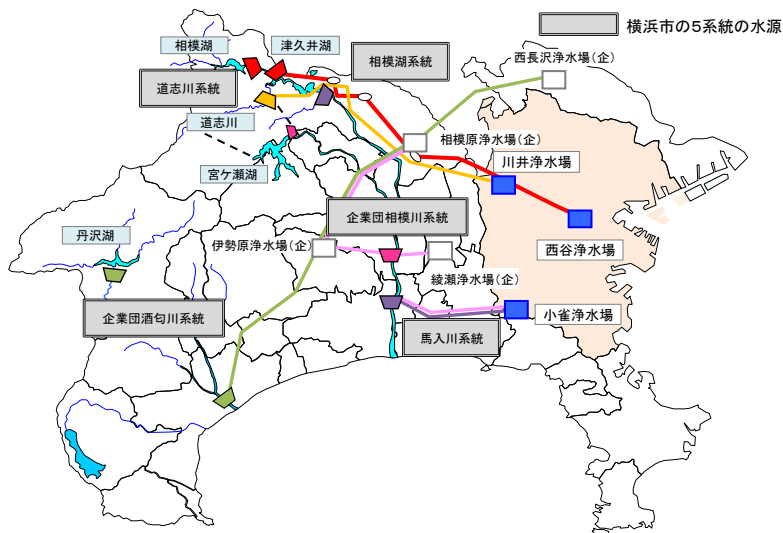 横浜市の5系統の水源
西長沢浄水場(企)
相模湖
津久井湖
相模湖系統
道志川系統
道志川
相模原浄水場(企)
川井浄水場
宮ケ瀬湖
企業団相模川系統
丹沢湖
伊勢原浄水場(企)
西谷浄水場
綾瀬浄水場(企)
企業団酒匂川系統
小雀浄水場
馬入川系統